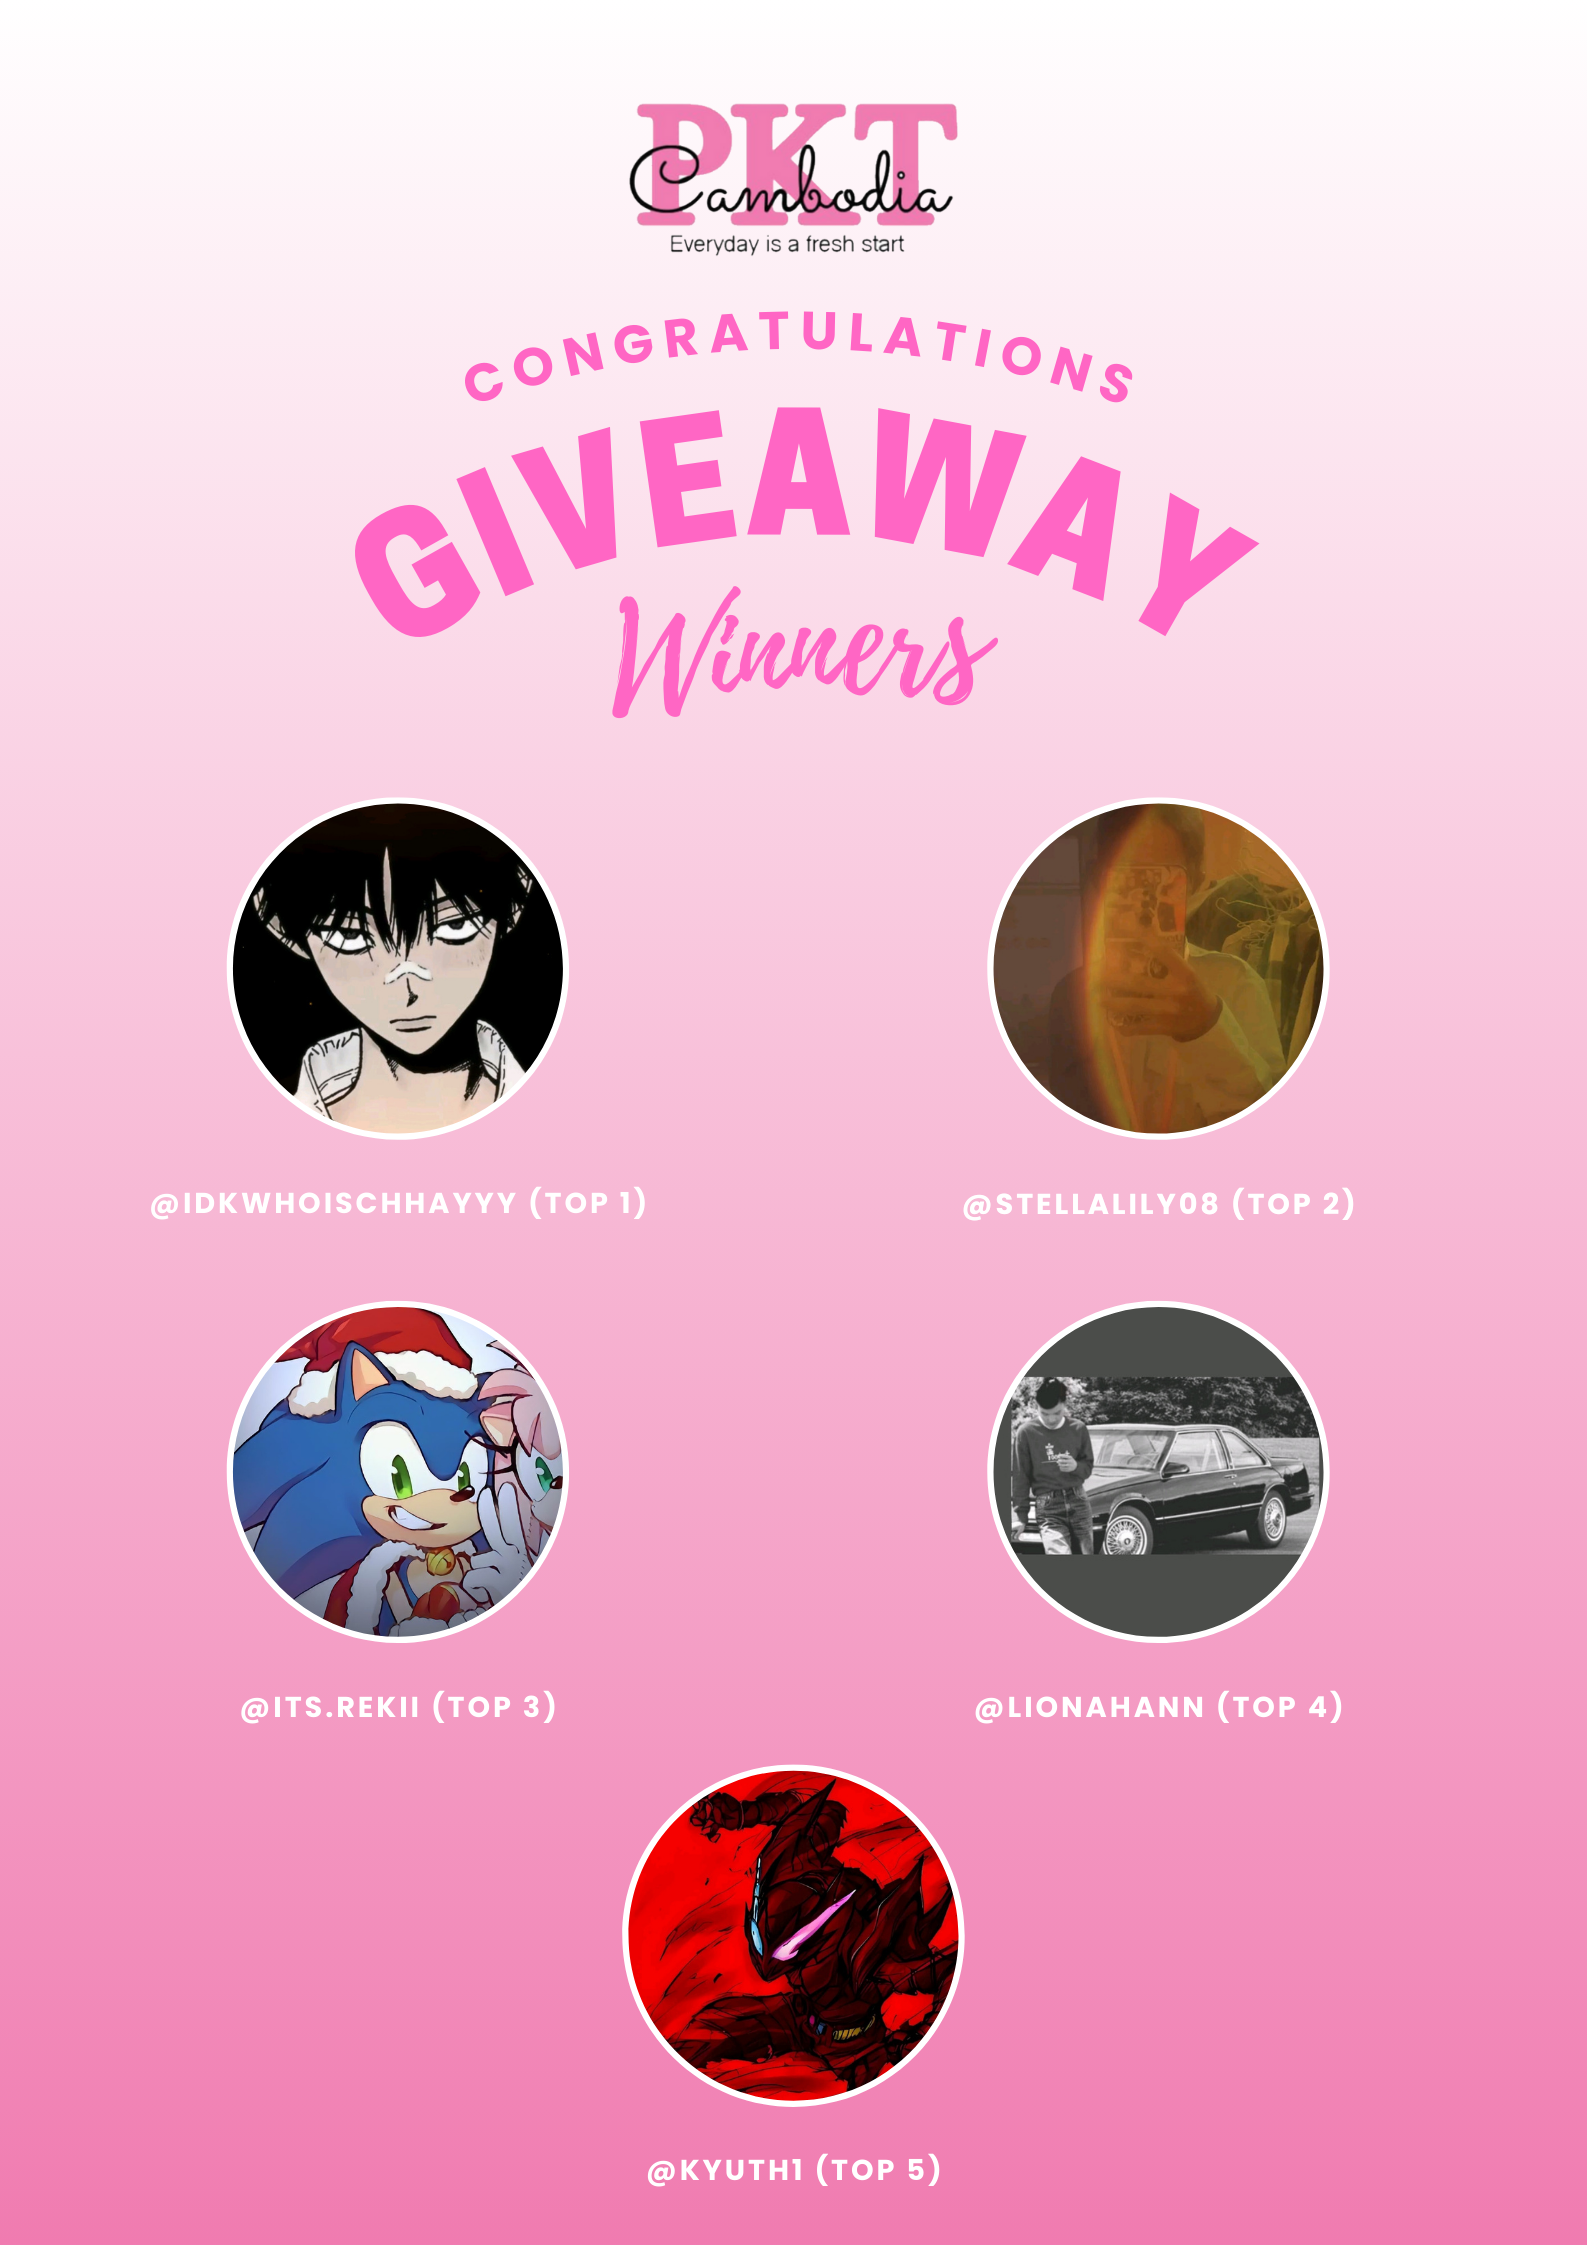 PKT
Cambodia
Everyday is a fresh start
CONGRATULATIONS
GIVEAWAY
Winners
@IDKWHOISCHHAYYY (TOP 1)
@STELLALILY08 (TOP 2)
@ITS.REKII (TOP 3)
@LIONAHANN (TOP 4)
@KYUTH1 (TOP 5)